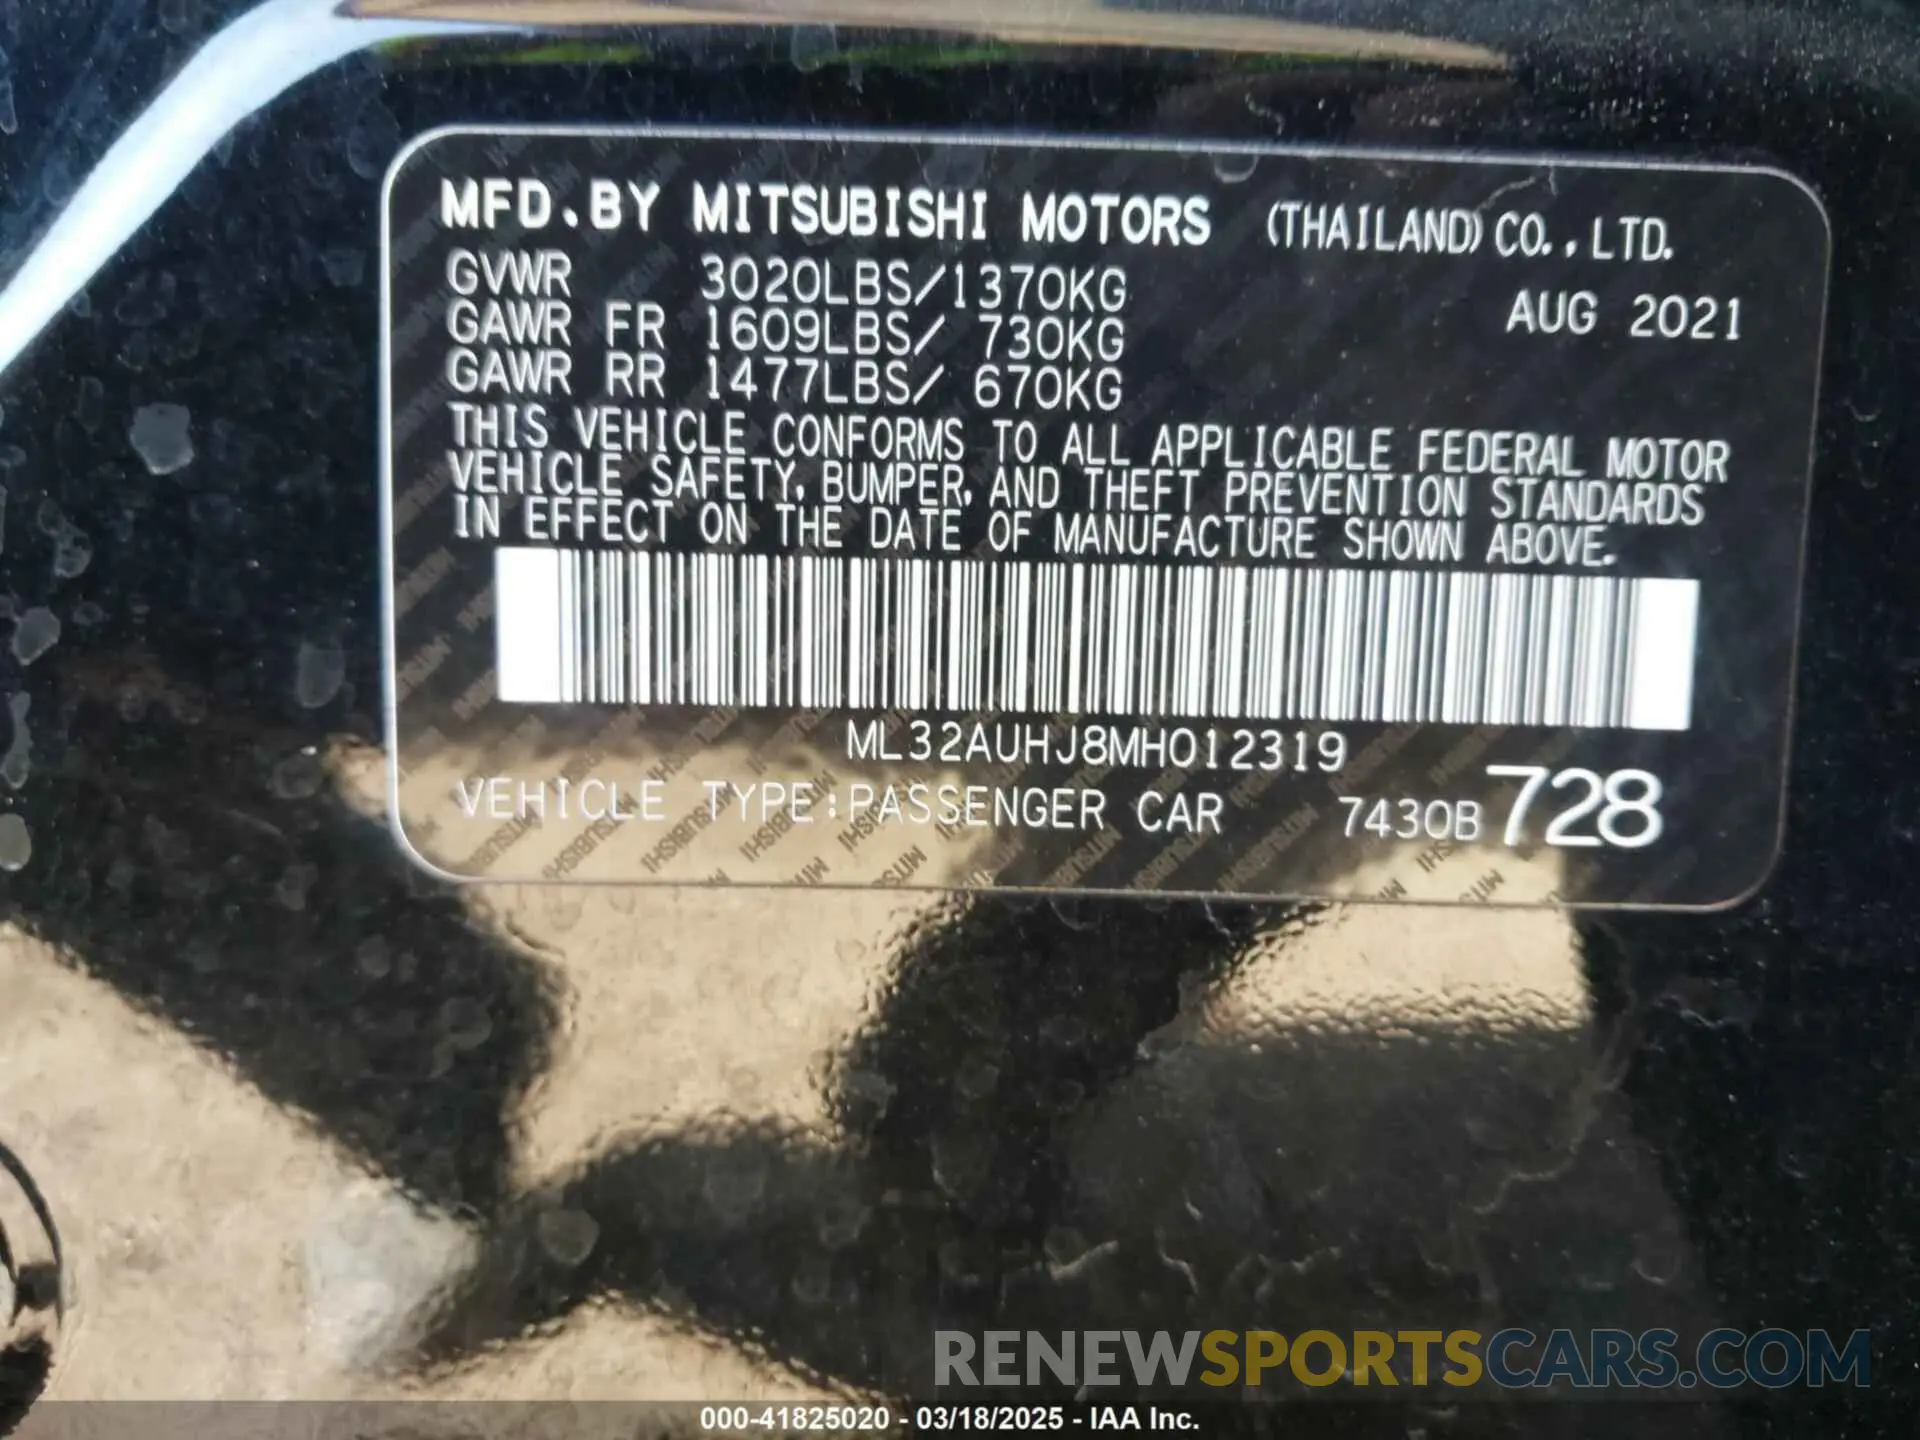 MFD.BY MITSUBISHI MOTORS (THAILAND) CO.,LTD.
GVWR 3020LBS/1370KG
AUG 2021
GAWR FR 1609LBS/ 730KG
GAWR RR 1477LBS/ 670KG
THIS VEHICLE CONFORMS TO ALL APPLICABLE FEDERAL MOTOR
VEHICLE SAFETY, BUMPER, AND THEFT PREVENTION STANDARDS
IN EFFECT ON THE DATE OF MANUFACTURE SHOWN ABOVE.
ML32AUHJ8MH012319
VEHICLE TYPE:PASSENGER CAR 7430B 728
RENEWSPORTSCARS.COM
000-41825020 - 03/18/2025 - IAA Inc.